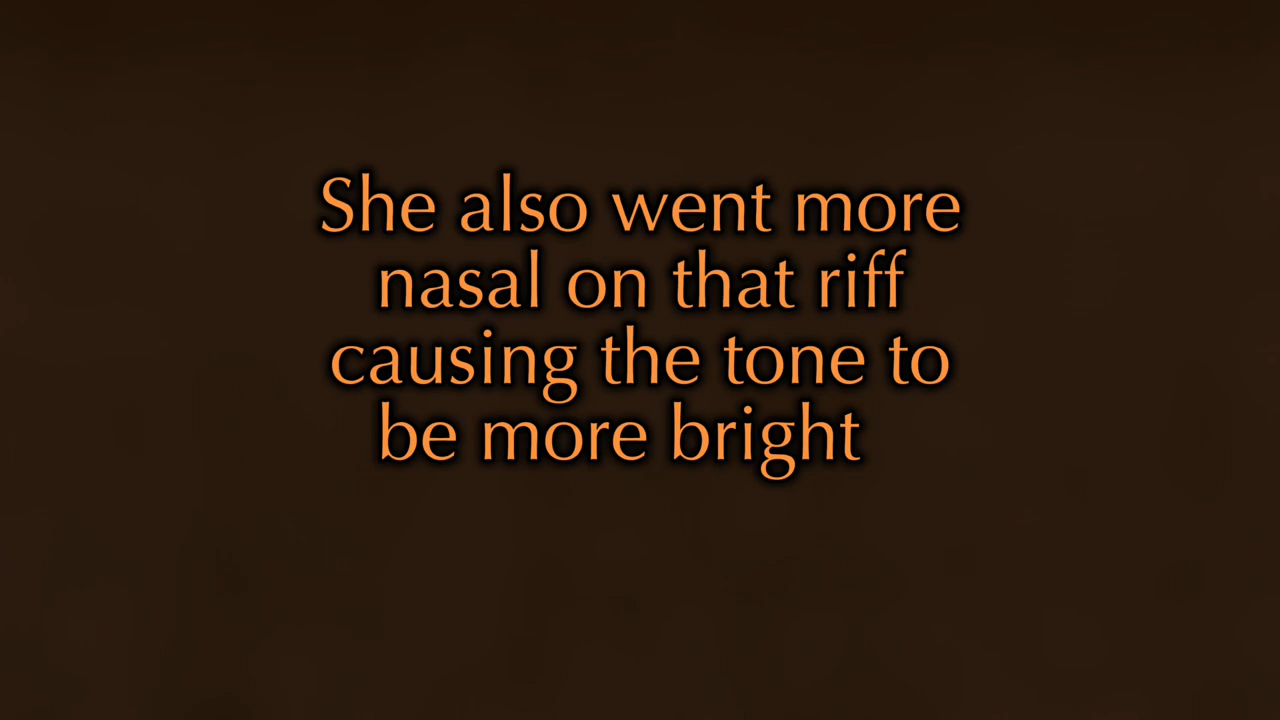 She also went more
nasal on that riff
causing the tone to
be more bright